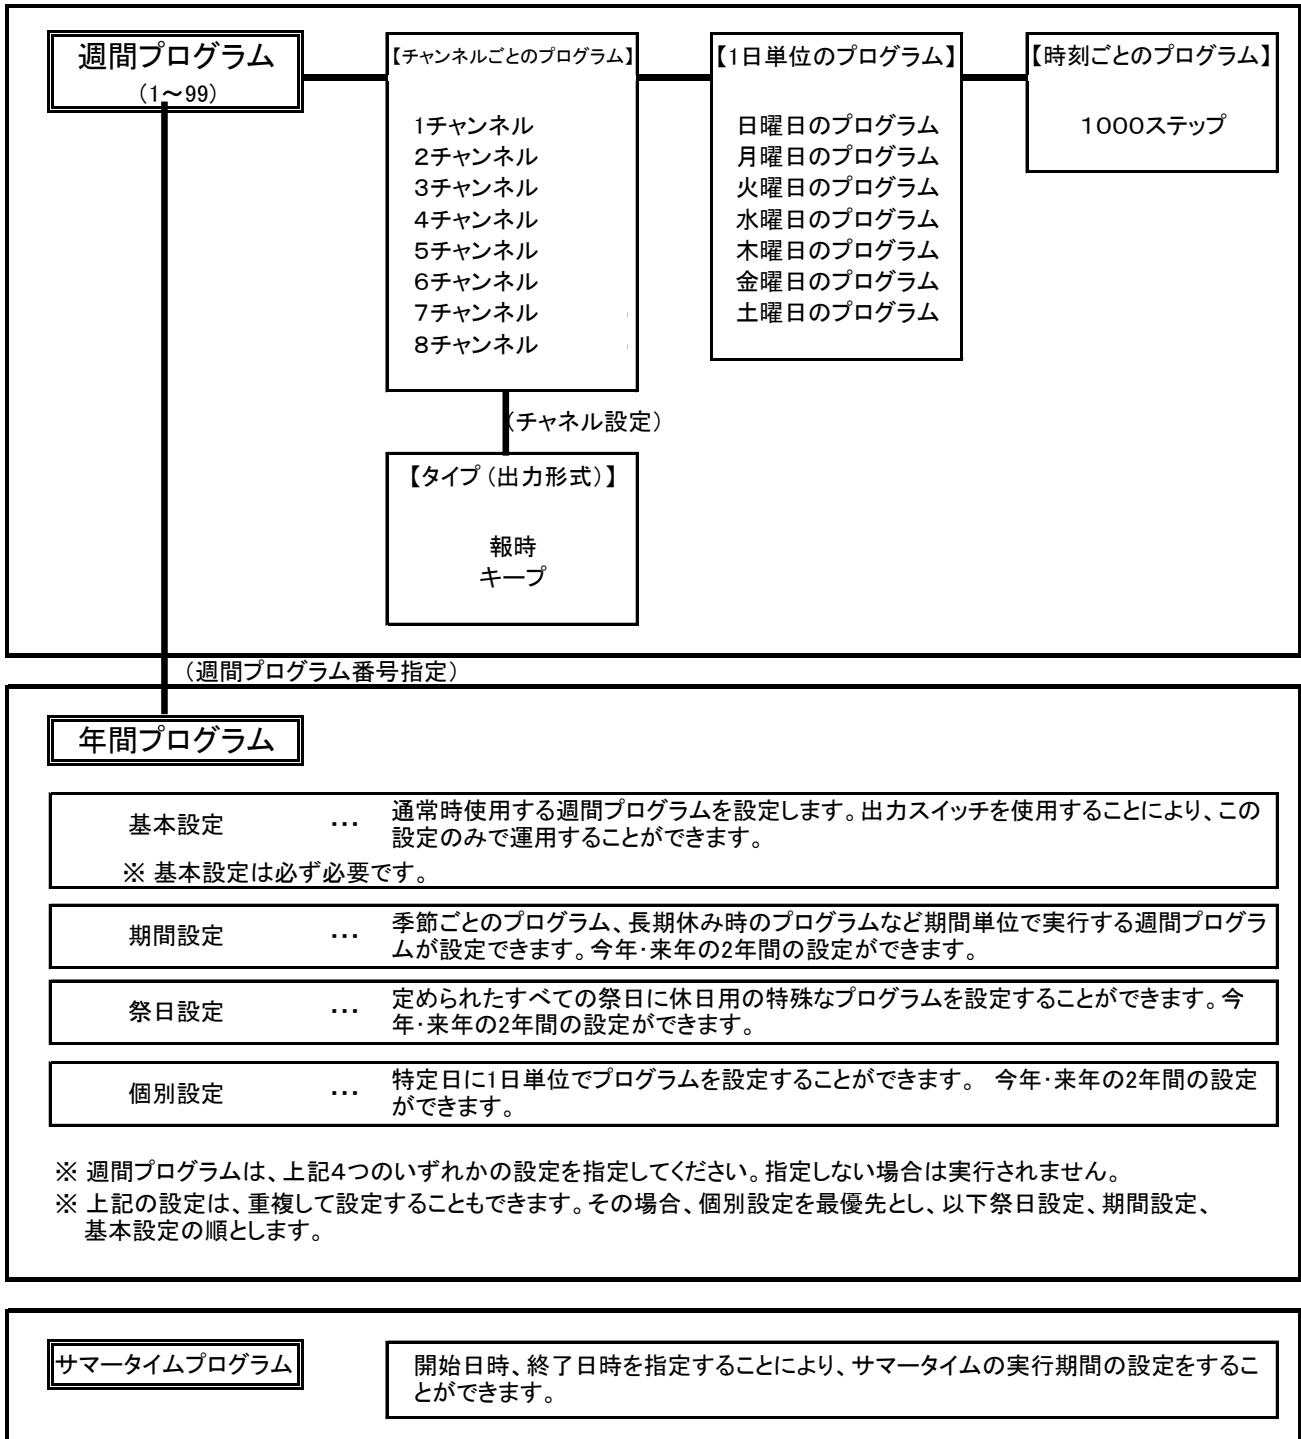 週間プログラム
(1～99)
【チャンネルごとのプログラム】
1チャンネル
2チャンネル
3チャンネル
4チャンネル
5チャンネル
6チャンネル
7チャンネル
8チャンネル
【1日単位のプログラム】
日曜日のプログラム
月曜日のプログラム
火曜日のプログラム
水曜日のプログラム
木曜日のプログラム
金曜日のプログラム
土曜日のプログラム
【時刻ごとのプログラム】
1000ステップ
(チャネル設定)
【タイプ(出力形式)】
報時
キープ
(週間プログラム番号指定)
年間プログラム
基本設定 ･･･ 通常時使用する週間プログラムを設定します。出力スイッチを使用することにより、この
設定のみで運用することができます。
※ 基本設定は必ず必要です。
期間設定 ･･･ 季節ごとのプログラム、長期休み時のプログラムなど期間単位で実行する週間プログラ
ムが設定できます。今年･来年の2年間の設定ができます。
祭日設定 ･･･ 定められたすべての祭日に休日用の特殊なプログラムを設定することができます。今
年･来年の2年間の設定ができます。
個別設定 ･･･ 特定日に1日単位でプログラムを設定することができます。 今年･来年の2年間の設定
ができます。
※ 週間プログラムは、上記4つのいずれかの設定を指定してください。指定しない場合は実行されません。
※ 上記の設定は、重複して設定することもできます。その場合、個別設定を最優先とし、以下祭日設定、期間設定、
基本設定の順とします。
サマータイムプログラム
開始日時、終了日時を指定することにより、サマータイムの実行期間の設定をするこ
とができます。